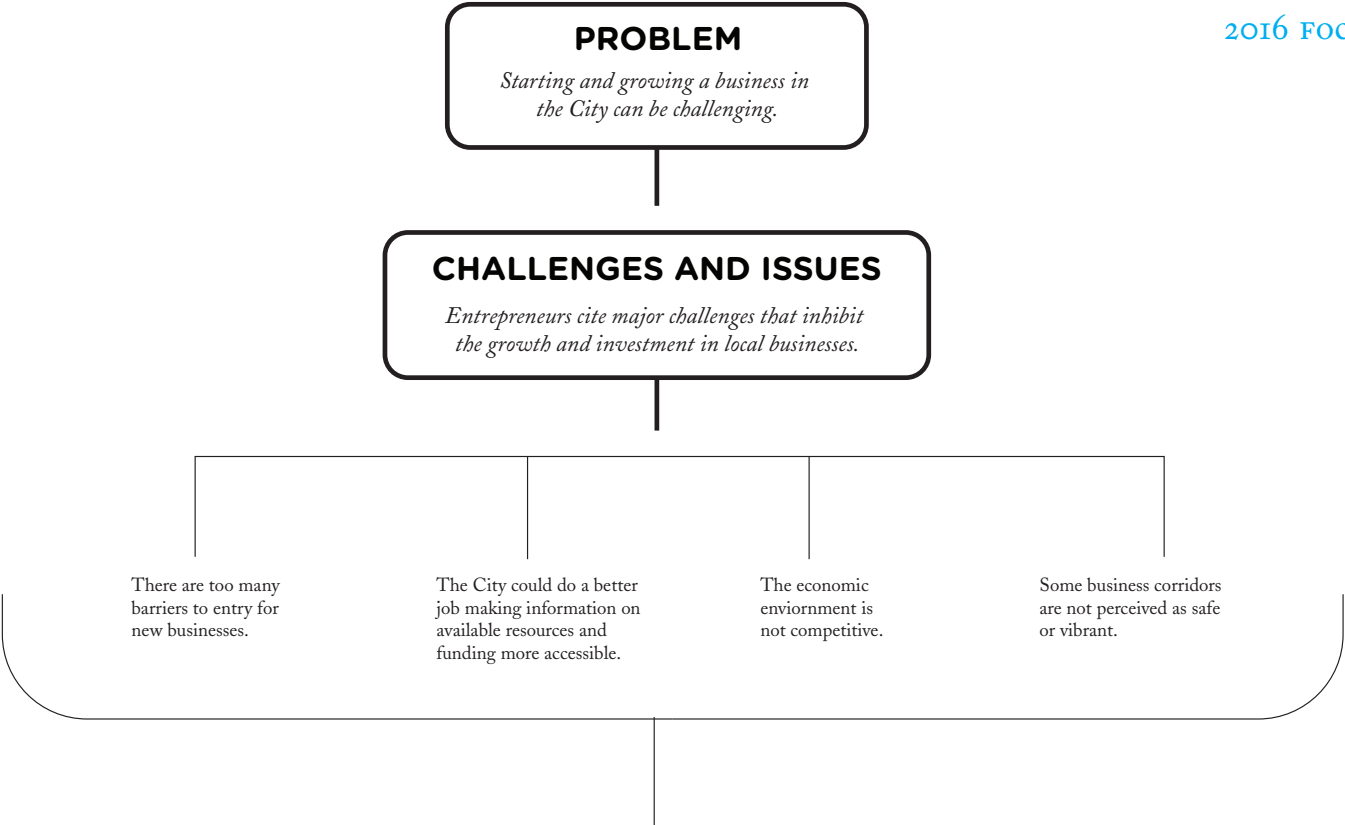 2016 FOC
PROBLEM
Starting and growing a business in
the City can be challenging.
CHALLENGES AND ISSUES
Entrepreneurs cite major challenges that inhibit
the growth and investment in local businesses.
There are too many
barriers to entry for
new businesses.
The City could do a better
job making information on
available resources and
funding more accessible.
The economic
enviornment is
not competitive.
Some business corridors
are not perceived as safe
or vibrant.